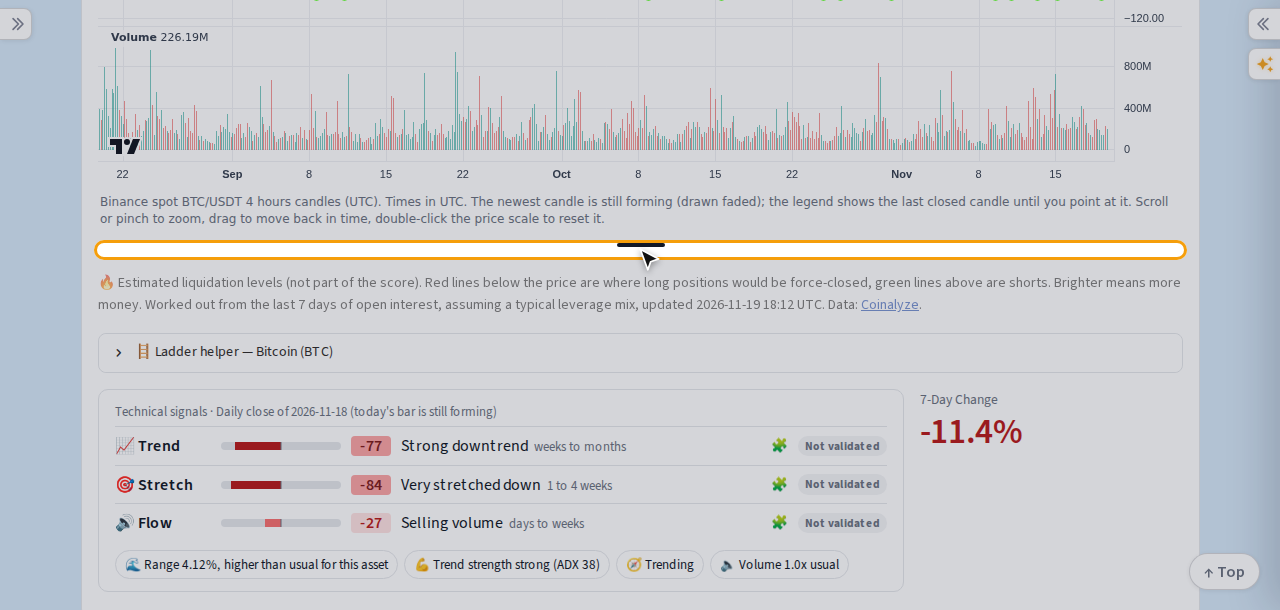 −120.00
Volume 226.19M
800M
400M
0
22 Sep 8 15 22 Oct 8 15 22 Nov 8 15
Binance spot BTC/USDT 4 hours candles (UTC). Times in UTC. The newest candle is still forming (drawn faded); the legend shows the last closed candle until you point at it. Scroll
or pinch to zoom, drag to move back in time, double-click the price scale to reset it.
🔥 Estimated liquidation levels (not part of the score). Red lines below the price are where long positions would be force-closed, green lines above are shorts. Brighter means more
money. Worked out from the last 7 days of open interest, assuming a typical leverage mix, updated 2026-11-19 18:12 UTC. Data: Coinalyze.
🪜 Ladder helper — Bitcoin (BTC)
Technical signals · Daily close of 2026-11-18 (today's bar is still forming)
📈 Trend -77 Strong downtrend weeks to months 🧩 Not validated
🎯 Stretch -84 Very stretched down 1 to 4 weeks 🧩 Not validated
🔊 Flow -27 Selling volume days to weeks 🧩 Not validated
🌊 Range 4.12%, higher than usual for this asset 💪 Trend strength strong (ADX 38) 🧭 Trending 🔈 Volume 1.0x usual
7-Day Change
-11.4%
↑ Top